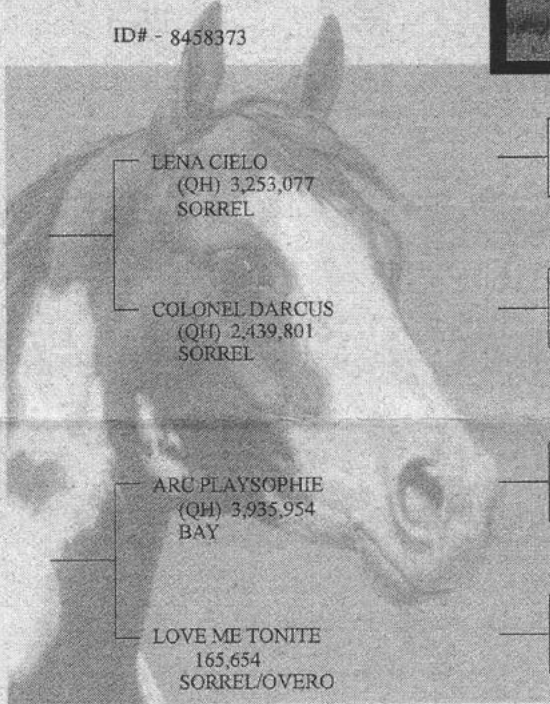 ID# - 8458373
LENA CIELO
(QH) 3,253,077
SORREL
COLONEL DARCUS
(QH) 2,439,801
SORREL
ARC PLAYSOPHIE
(QH) 3,935,954
BAY
LOVE ME TONITE
165,654
SORREL/OVERO